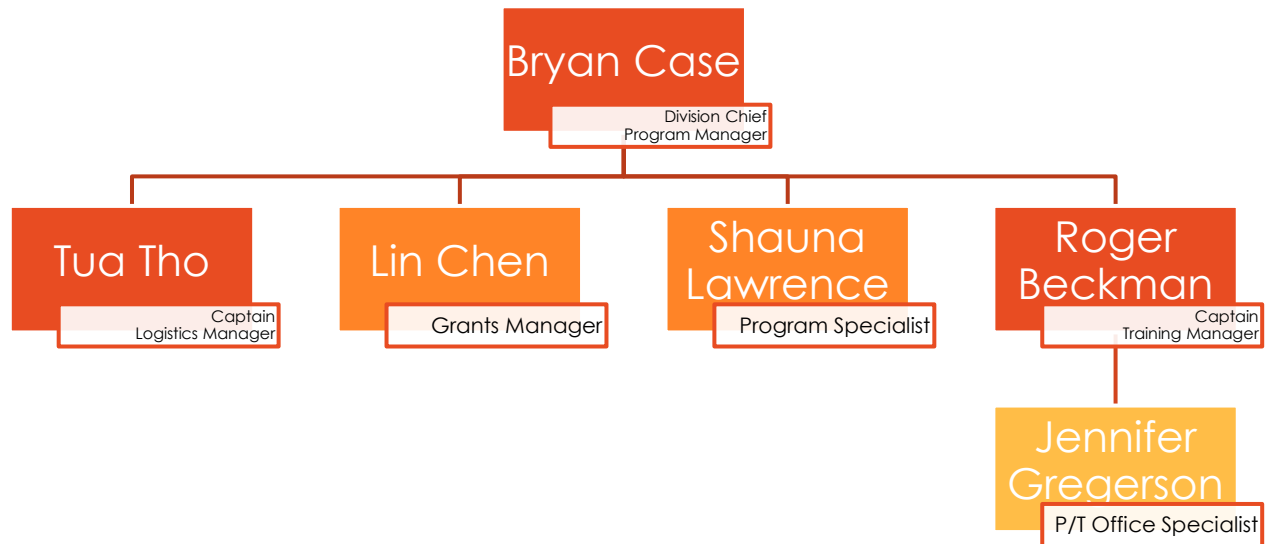 Bryan Case
Division Chief
Program Manager
Tua Tho
Captain
Logistics Manager
Lin Chen
Grants Manager
Shauna
Lawrence
Program Specialist
Roger
Beckman
Captain
Training Manager
Jennifer
Gregerson
P/T Office Specialist